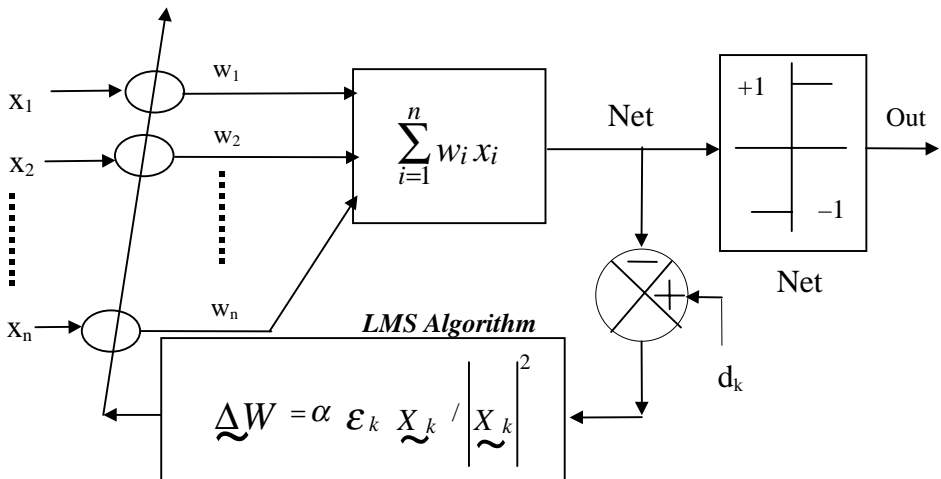 x₁
w₁
x₂
w₂
xₙ
wₙ
n
∑ wᵢ xᵢ
i=1
Net
+1
−1
Out
Net
−
+
dₖ
LMS Algorithm
ΔW = α εₖ Xₖ / |Xₖ|²